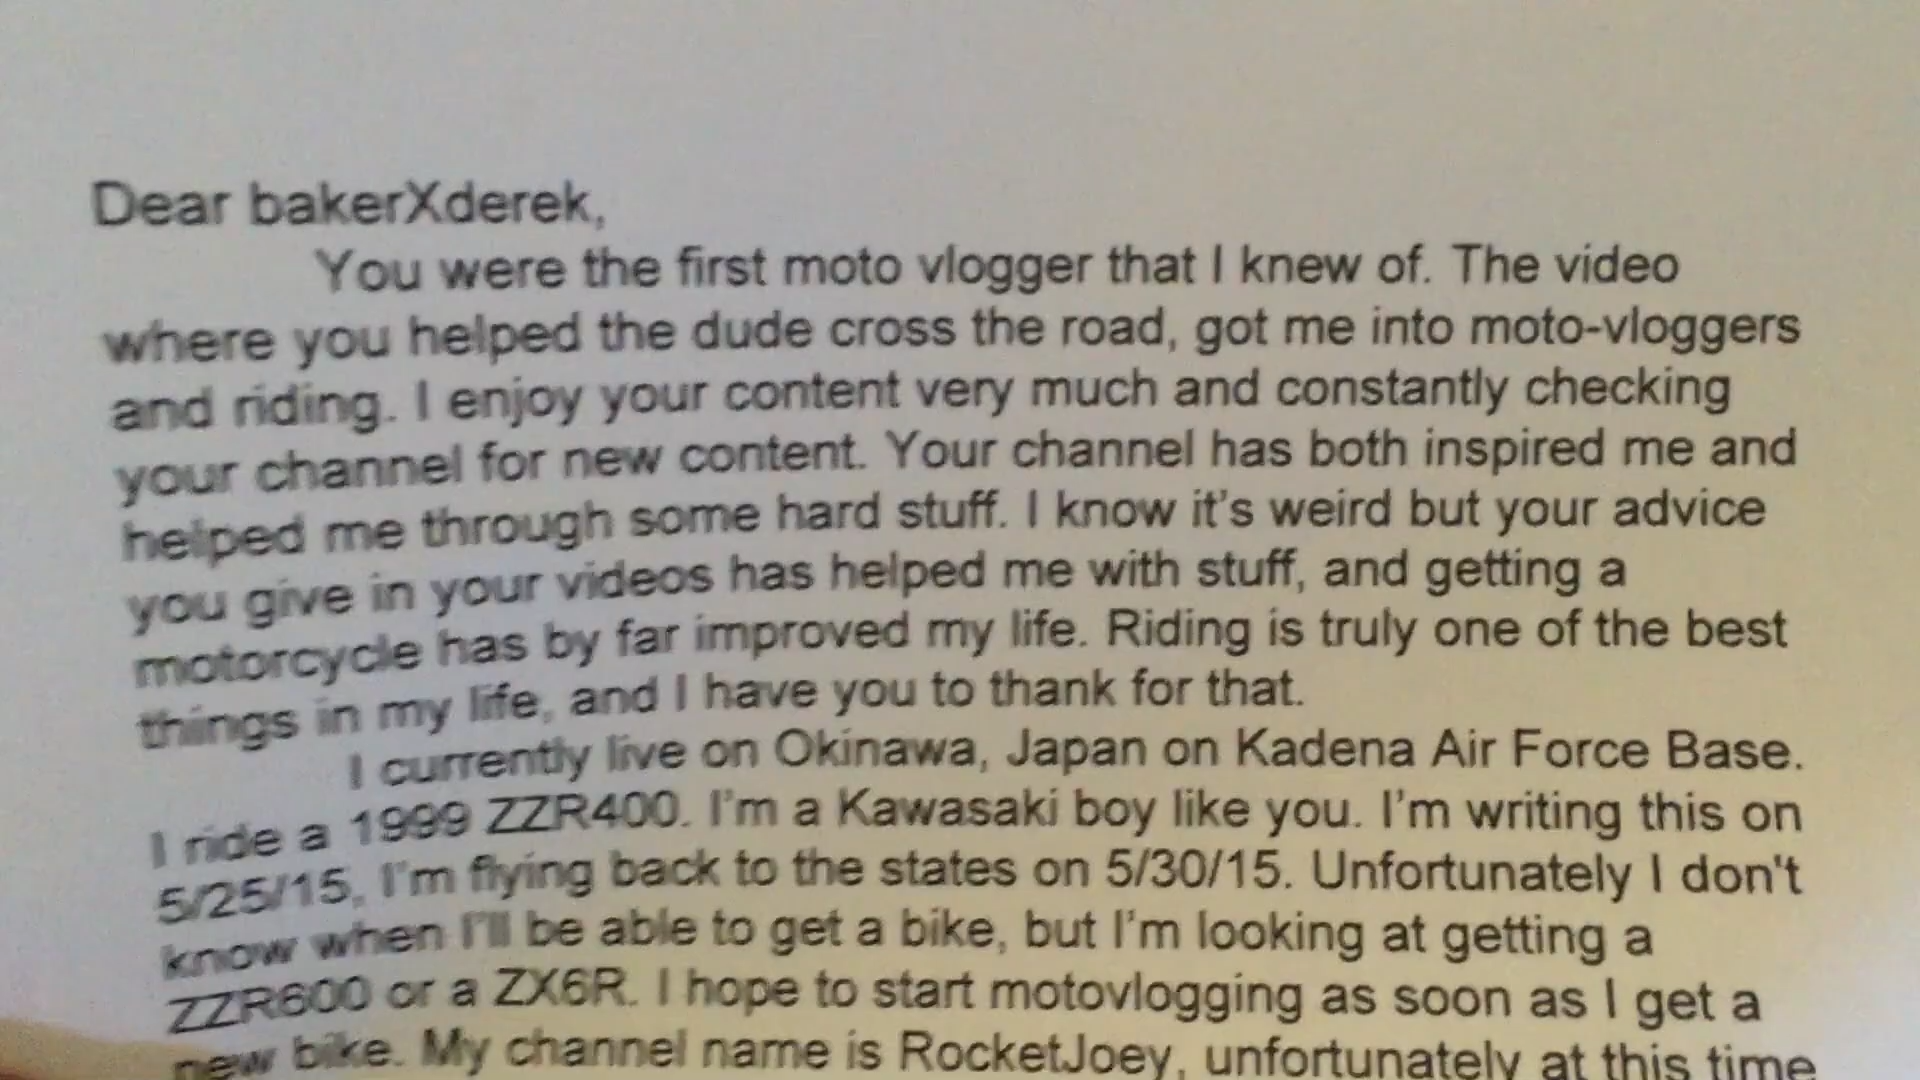 Dear bakerXderek,
You were the first moto vlogger that I knew of. The video
where you helped the dude cross the road, got me into moto-vloggers
and riding. I enjoy your content very much and constantly checking
your channel for new content. Your channel has both inspired me and
helped me through some hard stuff. I know it's weird but your advice
you give in your videos has helped me with stuff, and getting a
motorcycle has by far improved my life. Riding is truly one of the best
things in my life, and I have you to thank for that.
I currently live on Okinawa, Japan on Kadena Air Force Base.
I ride a 1999 ZZR400. I'm a Kawasaki boy like you. I'm writing this on
5/25/15, I'm flying back to the states on 5/30/15. Unfortunately I don't
know when I'll be able to get a bike, but I'm looking at getting a
ZZR600 or a ZX6R. I hope to start motovlogging as soon as I get a
new bike. My channel name is RocketJoey, unfortunately at this time